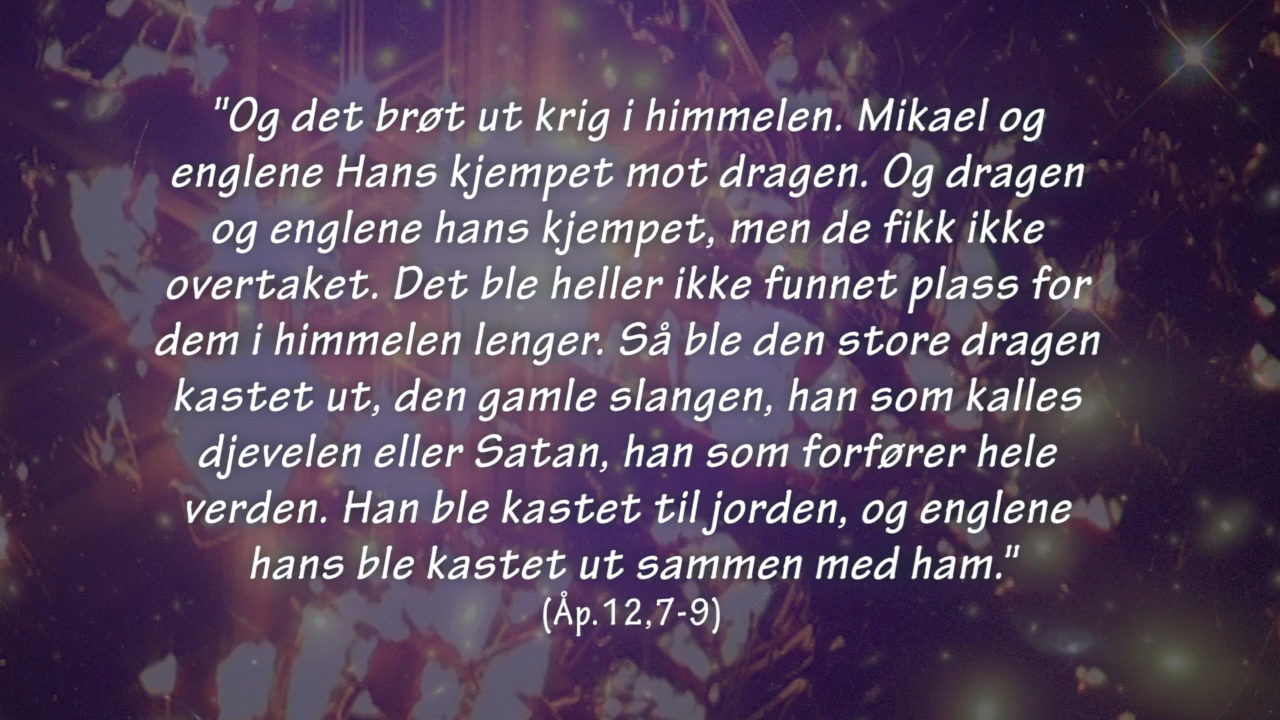 "Og det brøt ut krig i himmelen. Mikael og
englene Hans kjempet mot dragen. Og dragen
og englene hans kjempet, men de fikk ikke
overtaket. Det ble heller ikke funnet plass for
dem i himmelen lenger. Så ble den store dragen
kastet ut, den gamle slangen, han som kalles
djevelen eller Satan, han som forfører hele
verden. Han ble kastet til jorden, og englene
hans ble kastet ut sammen med ham."
(Åp.12,7-9)